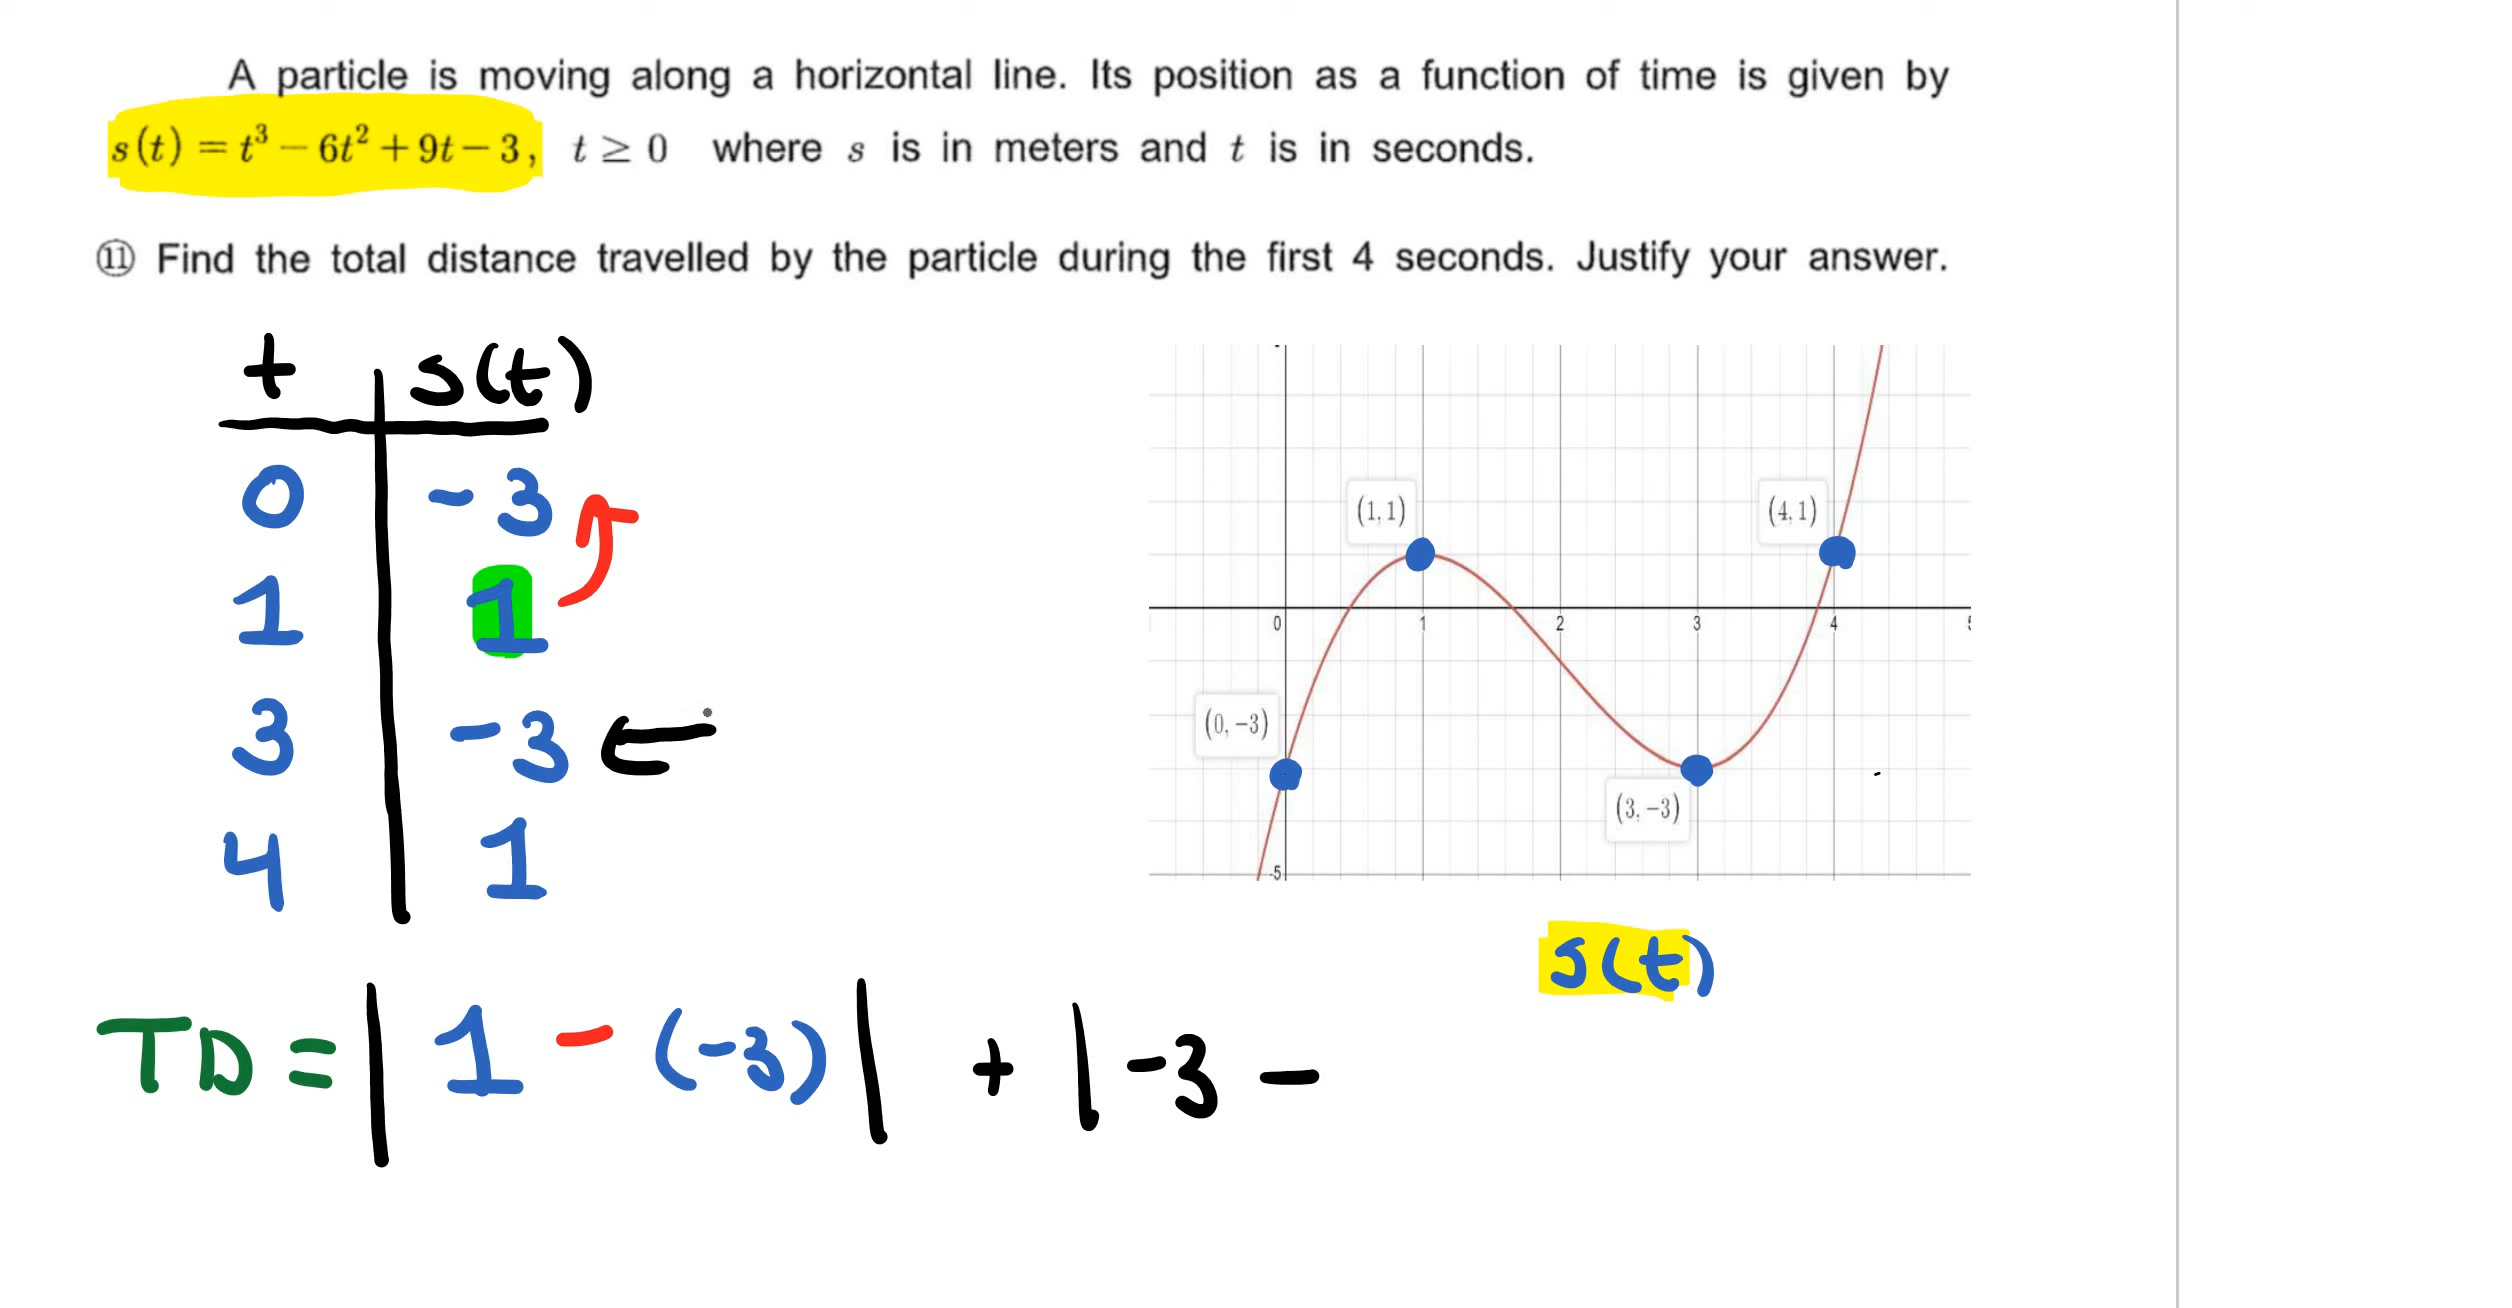 A particle is moving along a horizontal line. Its position as a function of time is given by
s(t) = t³ − 6t² + 9t − 3, t ≥ 0 where s is in meters and t is in seconds.
⑪ Find the total distance travelled by the particle during the first 4 seconds. Justify your answer.
t s(t)
0 -3
1 1
3 -3
4 1
(1, 1)
(4, 1)
0 1 2 3 4
(0, −3)
(3, −3)
-5
s(t)
TD = | 1 - (-3) | + | -3 -